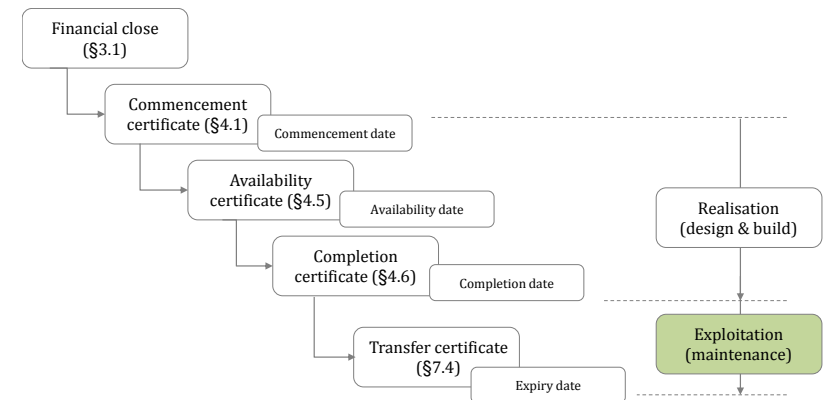 Financial close
(§3.1)
Commencement
certificate (§4.1)
Commencement date
Availability
certificate (§4.5)
Availability date
Realisation
(design & build)
Completion
certificate (§4.6)
Completion date
Exploitation
(maintenance)
Transfer certificate
(§7.4)
Expiry date